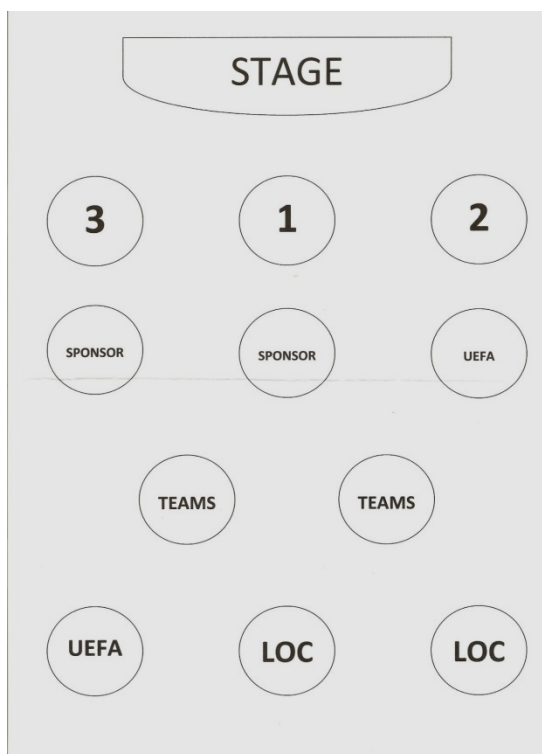 STAGE
3 1 2
SPONSOR SPONSOR UEFA
TEAMS TEAMS
UEFA LOC LOC